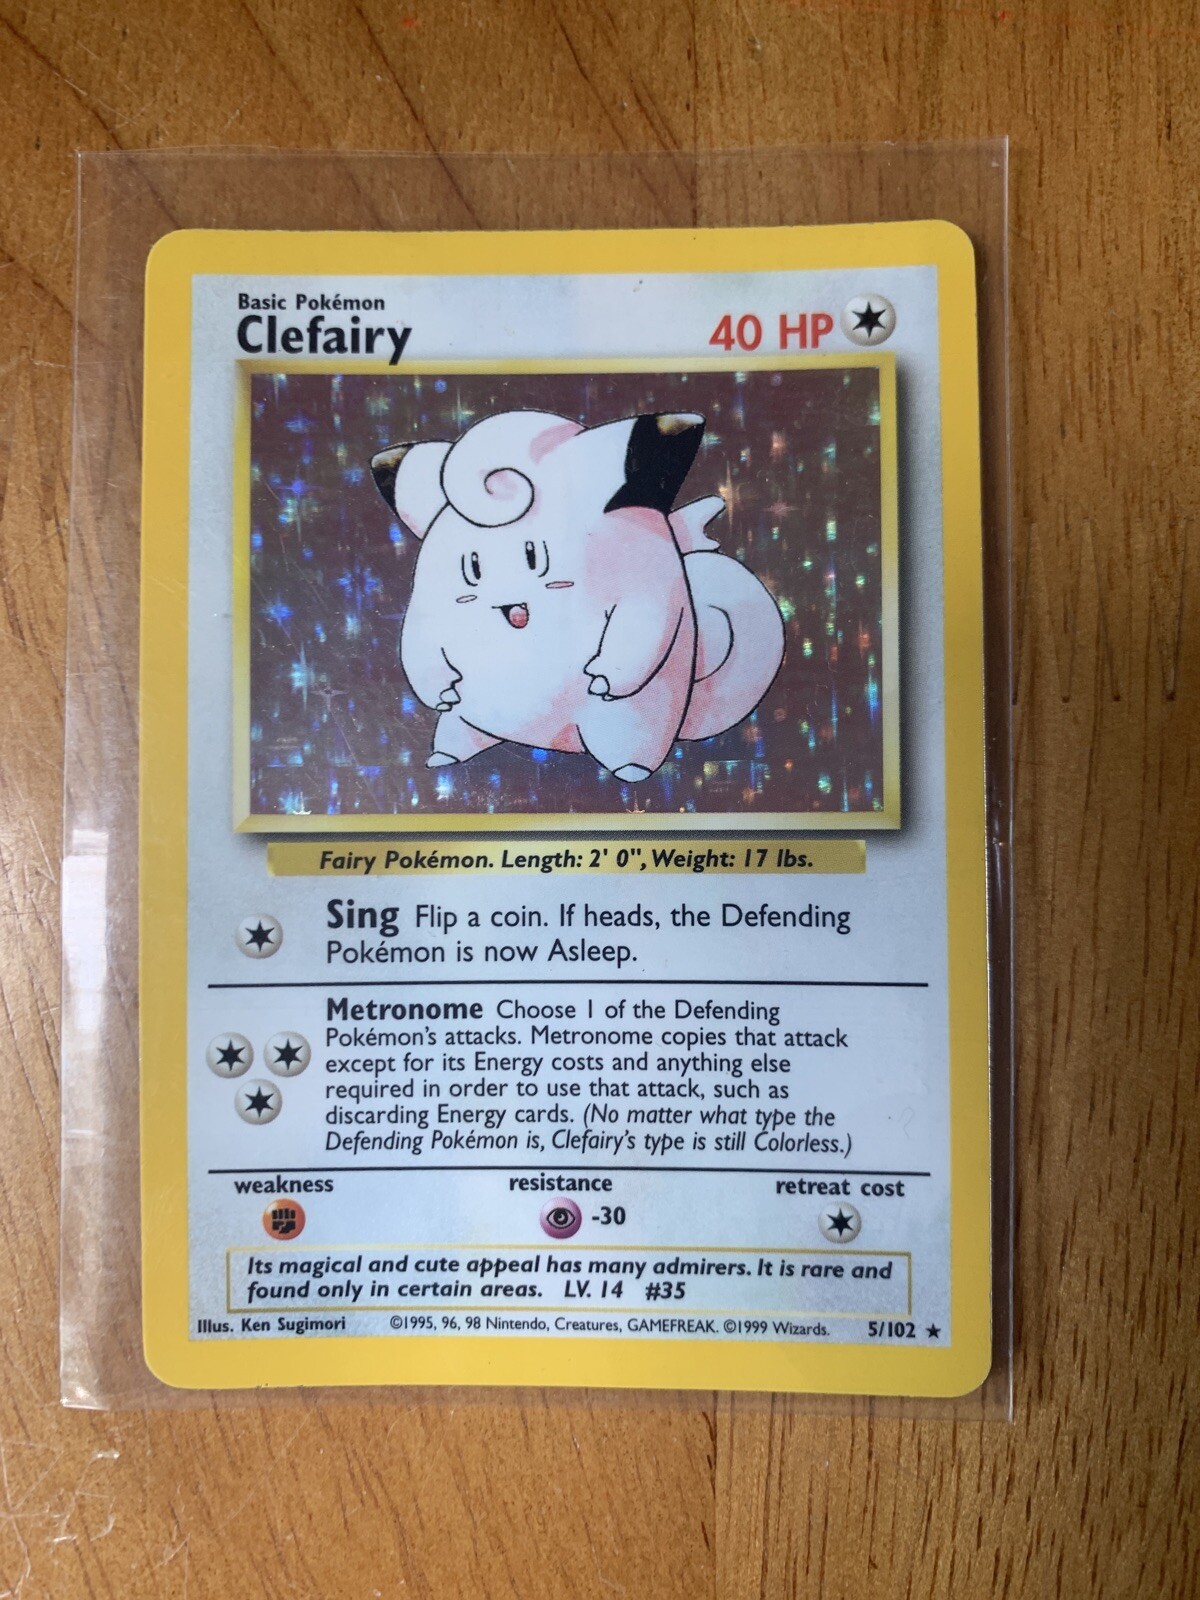 Basic Pokémon
Clefairy
40 HP
Fairy Pokémon. Length: 2' 0", Weight: 17 lbs.
Sing Flip a coin. If heads, the Defending
Pokémon is now Asleep.
Metronome Choose 1 of the Defending
Pokémon's attacks. Metronome copies that attack
except for its Energy costs and anything else
required in order to use that attack, such as
discarding Energy cards. (No matter what type the
Defending Pokémon is, Clefairy's type is still Colorless.)
weakness resistance retreat cost
-30
Its magical and cute appeal has many admirers. It is rare and
found only in certain areas. LV. 14 #35
Illus. Ken Sugimori ©1995, 96, 98 Nintendo, Creatures, GAMEFREAK. ©1999 Wizards. 5/102 ★